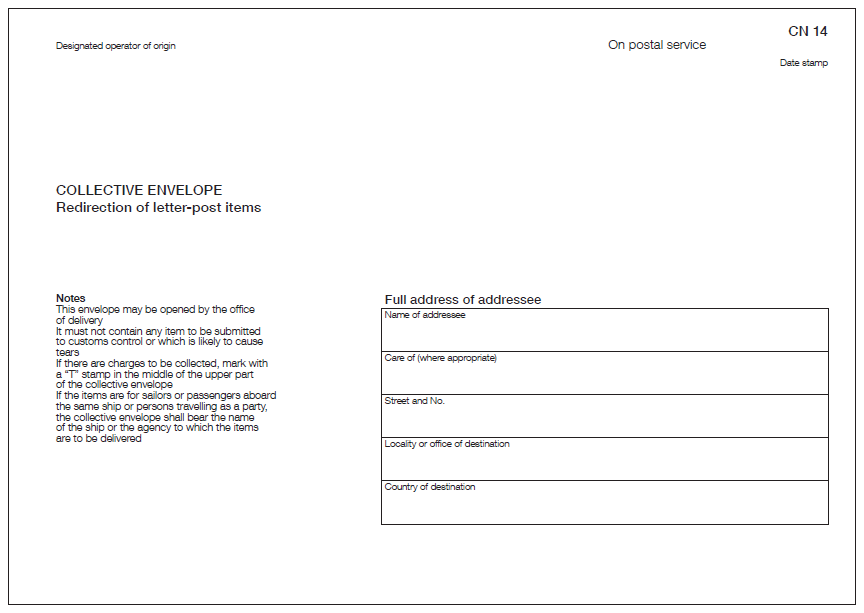 CN 14
Designated operator of origin
On postal service
Date stamp
COLLECTIVE ENVELOPE
Redirection of letter-post items
Notes
This envelope may be opened by the office
of delivery
It must not contain any item to be submitted
to customs control or which is likely to cause
tears
If there are charges to be collected, mark with
a “T” stamp in the middle of the upper part
of the collective envelope
If the items are for sailors or passengers aboard
the same ship or persons travelling as a party,
the collective envelope shall bear the name
of the ship or the agency to which the items
are to be delivered
Full address of addressee
Name of addressee
Care of (where appropriate)
Street and No.
Locality or office of destination
Country of destination